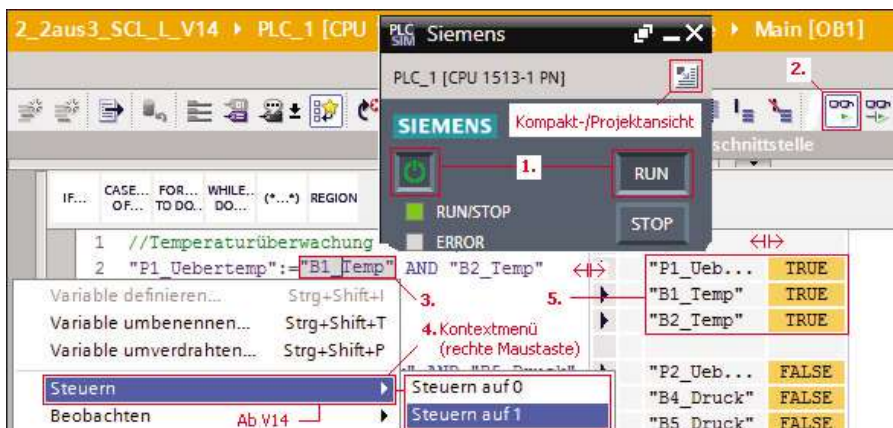 2_2aus3_SCL_L_V14 ▸ PLC_1 [CPU
Main [OB1]
PLC SIM Siemens
PLC_1 [CPU 1513-1 PN]
2.
Kompakt-/Projektansicht
SIEMENS
schnittstelle
1.
RUN
RUN/STOP
STOP
ERROR
IF... CASE... OF... FOR... TO DO.. WHILE.. DO... (*...*) REGION
1 //Temperaturüberwachung
2 "P1_Uebertemp":="B1_Temp" AND "B2_Temp"
"P1_Ueb... TRUE
"B1_Temp" TRUE
"B2_Temp" TRUE
3.
5.
4. Kontextmenü
(rechte Maustaste)
Variable definieren... Strg+Shift+I
Variable umbenennen... Strg+Shift+T
Variable umverdrahten... Strg+Shift+P
AND "B5_Druck"
"P2_Ueb... FALSE
"B4_Druck" FALSE
"B5_Druck" FALSE
Steuern
Steuern auf 0
Beobachten
Ab V14
Steuern auf 1